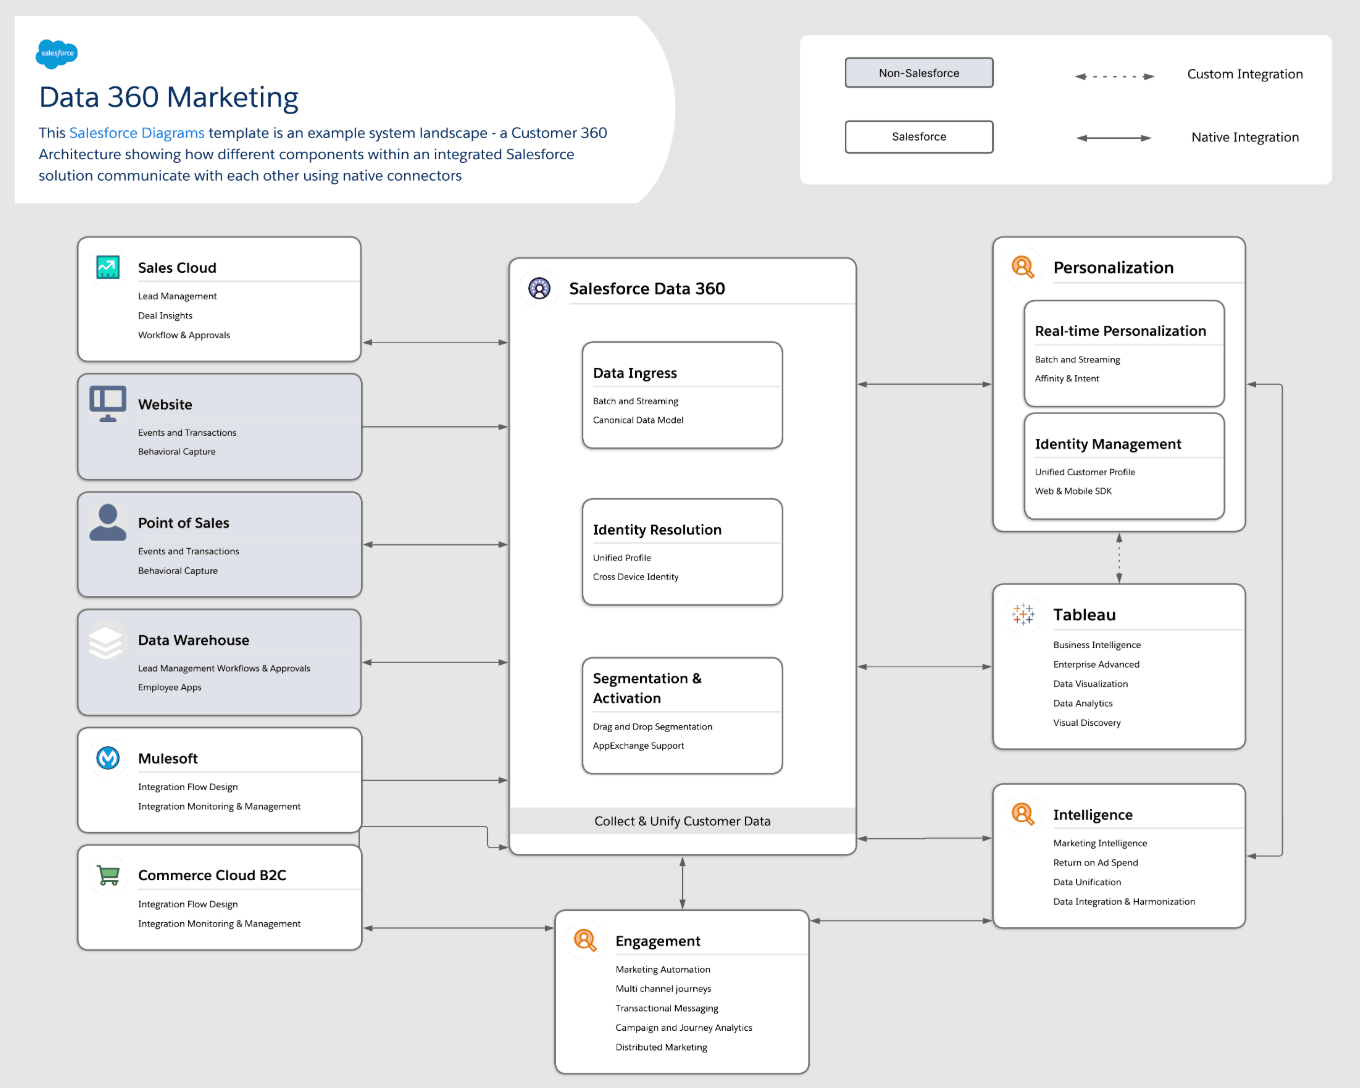 salesforce
Data 360 Marketing
This Salesforce Diagrams template is an example system landscape - a Customer 360
Architecture showing how different components within an integrated Salesforce
solution communicate with each other using native connectors
Non-Salesforce
Custom Integration
Salesforce
Native Integration
Sales Cloud
Lead Management
Deal Insights
Workflow & Approvals
Website
Events and Transactions
Behavioral Capture
Point of Sales
Events and Transactions
Behavioral Capture
Data Warehouse
Lead Management Workflows & Approvals
Employee Apps
Mulesoft
Integration Flow Design
Integration Monitoring & Management
Commerce Cloud B2C
Integration Flow Design
Integration Monitoring & Management
Salesforce Data 360
Data Ingress
Batch and Streaming
Canonical Data Model
Identity Resolution
Unified Profile
Cross Device Identity
Segmentation &
Activation
Drag and Drop Segmentation
AppExchange Support
Collect & Unify Customer Data
Engagement
Marketing Automation
Multi channel journeys
Transactional Messaging
Campaign and Journey Analytics
Distributed Marketing
Personalization
Real-time Personalization
Batch and Streaming
Affinity & Intent
Identity Management
Unified Customer Profile
Web & Mobile SDK
Tableau
Business Intelligence
Enterprise Advanced
Data Visualization
Data Analytics
Visual Discovery
Intelligence
Marketing Intelligence
Return on Ad Spend
Data Unification
Data Integration & Harmonization